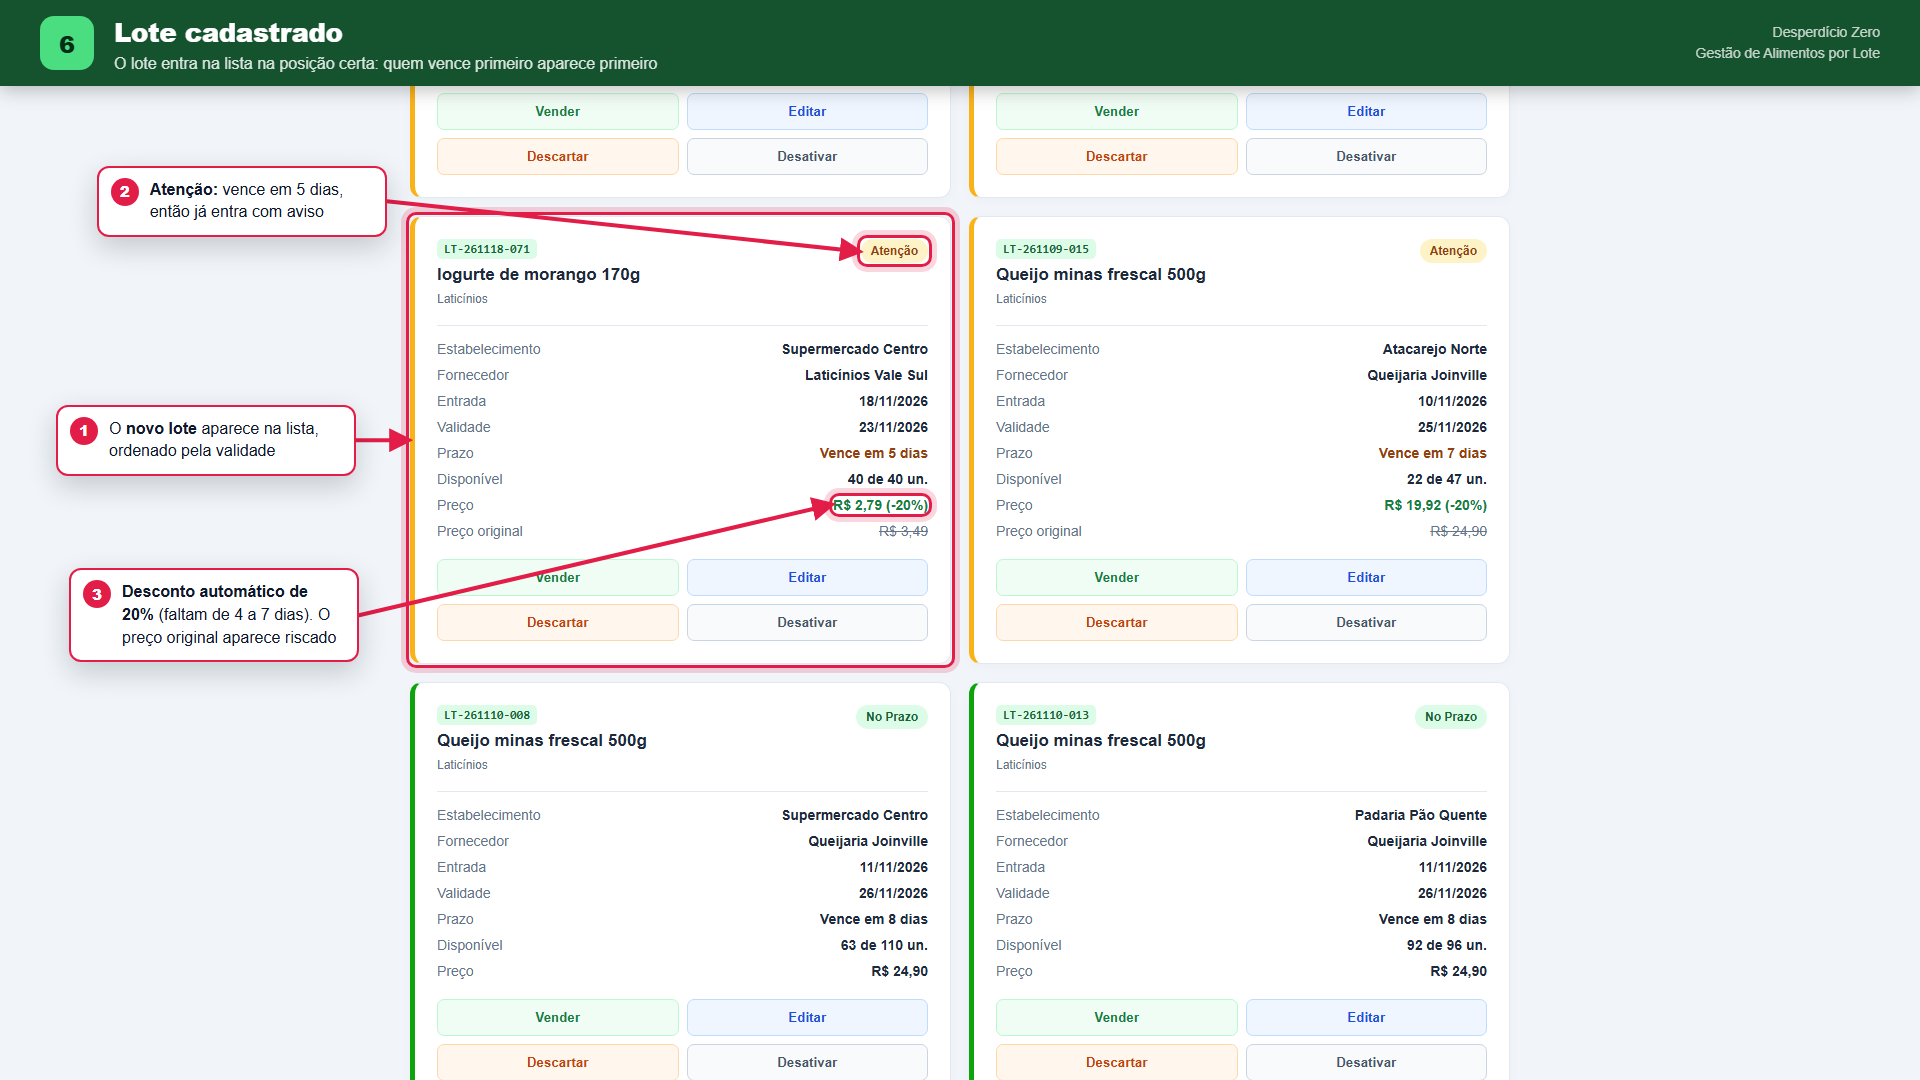 6
Lote cadastrado
O lote entra na lista na posição certa: quem vence primeiro aparece primeiro
Desperdício Zero
Gestão de Alimentos por Lote
Vender
Editar
Descartar
Desativar
Vender
Editar
Descartar
Desativar
2
Atenção: vence em 5 dias,
então já entra com aviso
1
O novo lote aparece na lista,
ordenado pela validade
3
Desconto automático de
20% (faltam de 4 a 7 dias). O
preço original aparece riscado
LT-261118-071
Atenção
Iogurte de morango 170g
Laticínios
Estabelecimento Supermercado Centro
Fornecedor Laticínios Vale Sul
Entrada 18/11/2026
Validade 23/11/2026
Prazo Vence em 5 dias
Disponível 40 de 40 un.
Preço R$ 2,79 (-20%)
Preço original R$ 3,49
Vender
Editar
Descartar
Desativar
LT-261109-015
Atenção
Queijo minas frescal 500g
Laticínios
Estabelecimento Atacarejo Norte
Fornecedor Queijaria Joinville
Entrada 10/11/2026
Validade 25/11/2026
Prazo Vence em 7 dias
Disponível 22 de 47 un.
Preço R$ 19,92 (-20%)
Preço original R$ 24,90
Vender
Editar
Descartar
Desativar
LT-261110-008
No Prazo
Queijo minas frescal 500g
Laticínios
Estabelecimento Supermercado Centro
Fornecedor Queijaria Joinville
Entrada 11/11/2026
Validade 26/11/2026
Prazo Vence em 8 dias
Disponível 63 de 110 un.
Preço R$ 24,90
Vender
Editar
Descartar
Desativar
LT-261110-013
No Prazo
Queijo minas frescal 500g
Laticínios
Estabelecimento Padaria Pão Quente
Fornecedor Queijaria Joinville
Entrada 11/11/2026
Validade 26/11/2026
Prazo Vence em 8 dias
Disponível 92 de 96 un.
Preço R$ 24,90
Vender
Editar
Descartar
Desativar